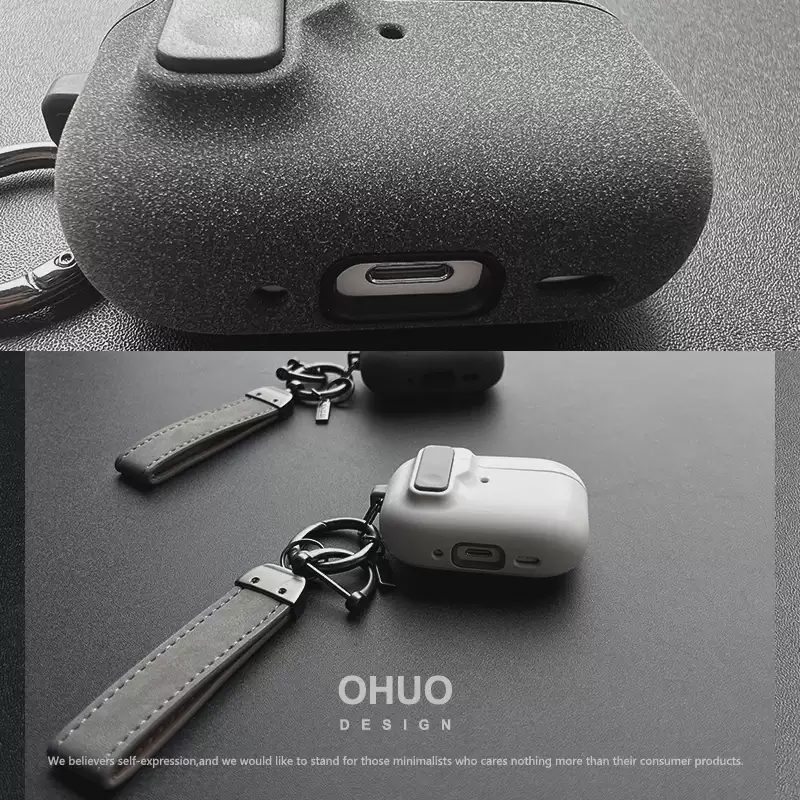 OHUO
DESIGN
We believers self-expression,and we would like to stand for those minimalists who cares nothing more than their consumer products.